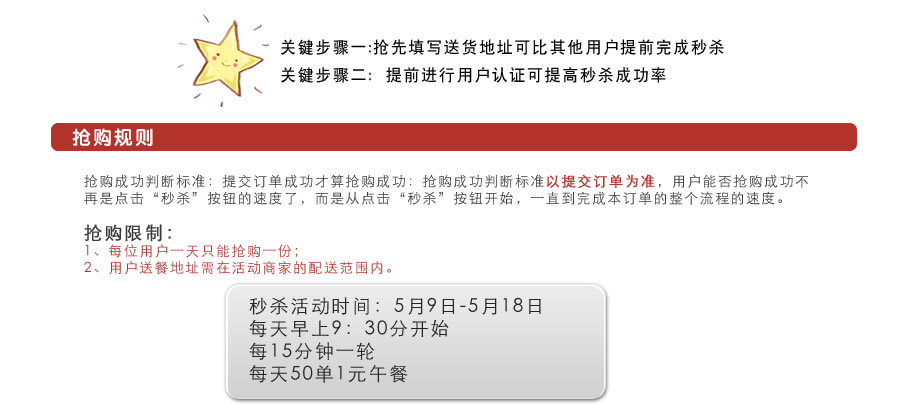 关键步骤一:抢先填写送货地址可比其他用户提前完成秒杀
关键步骤二：提前进行用户认证可提高秒杀成功率
抢购规则
抢购成功判断标准：提交订单成功才算抢购成功：抢购成功判断标准以提交订单为准，用户能否抢购成功不
再是点击“秒杀”按钮的速度了，而是从点击“秒杀”按钮开始，一直到完成本订单的整个流程的速度。
抢购限制：
1、每位用户一天只能抢购一份；
2、用户送餐地址需在活动商家的配送范围内。
秒杀活动时间：5月9日-5月18日
每天早上9：30分开始
每15分钟一轮
每天50单1元午餐